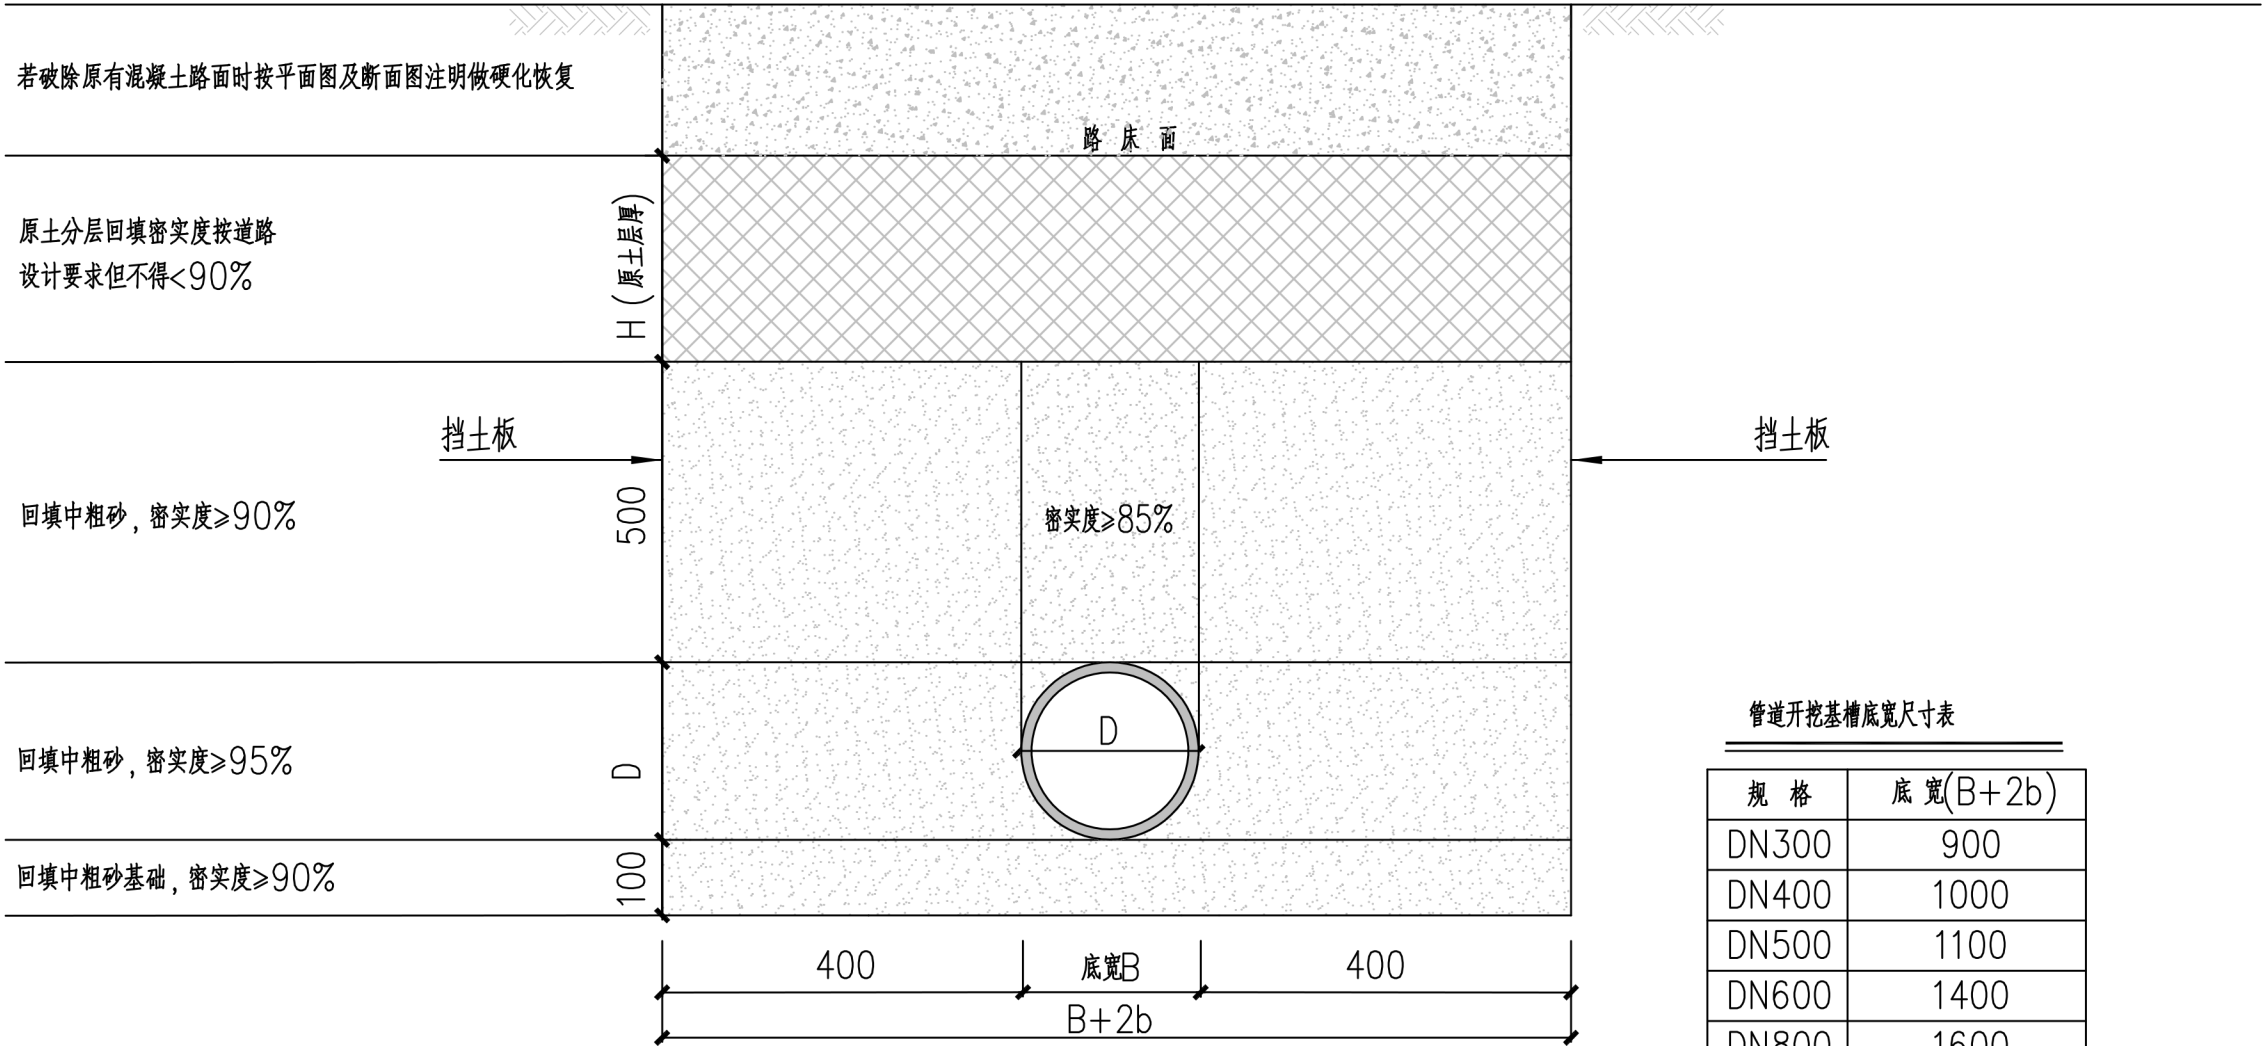 若破除原有混凝土路面时按平面图及断面图注明做硬化恢复
路 床 面
原土分层回填密实度按道路
设计要求但不得<90%
H(原土层厚)
挡土板
挡土板
回填中粗砂,密实度≥90%
500
密实度≥85%
回填中粗砂,密实度≥95%
D
D
回填中粗砂基础,密实度≥90%
100
400
底宽B
400
B+2b
管道开挖基槽底宽尺寸表
规 格 底 宽(B+2b)
DN300 900
DN400 1000
DN500 1100
DN600 1400
DN800 1600